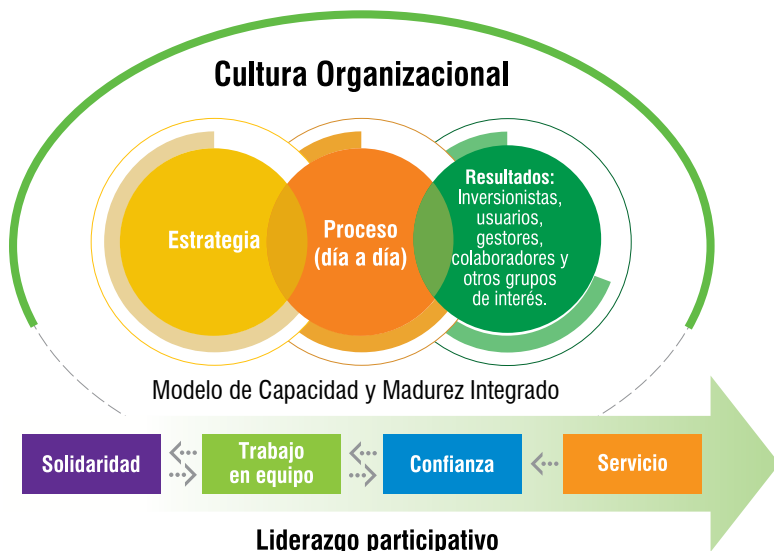 Cultura Organizacional
Estrategia
Proceso
(día a día)
Resultados:
Inversionistas,
usuarios,
gestores,
colaboradores y
otros grupos
de interés.
Modelo de Capacidad y Madurez Integrado
Solidaridad
Trabajo
en equipo
Confianza
Servicio
Liderazgo participativo